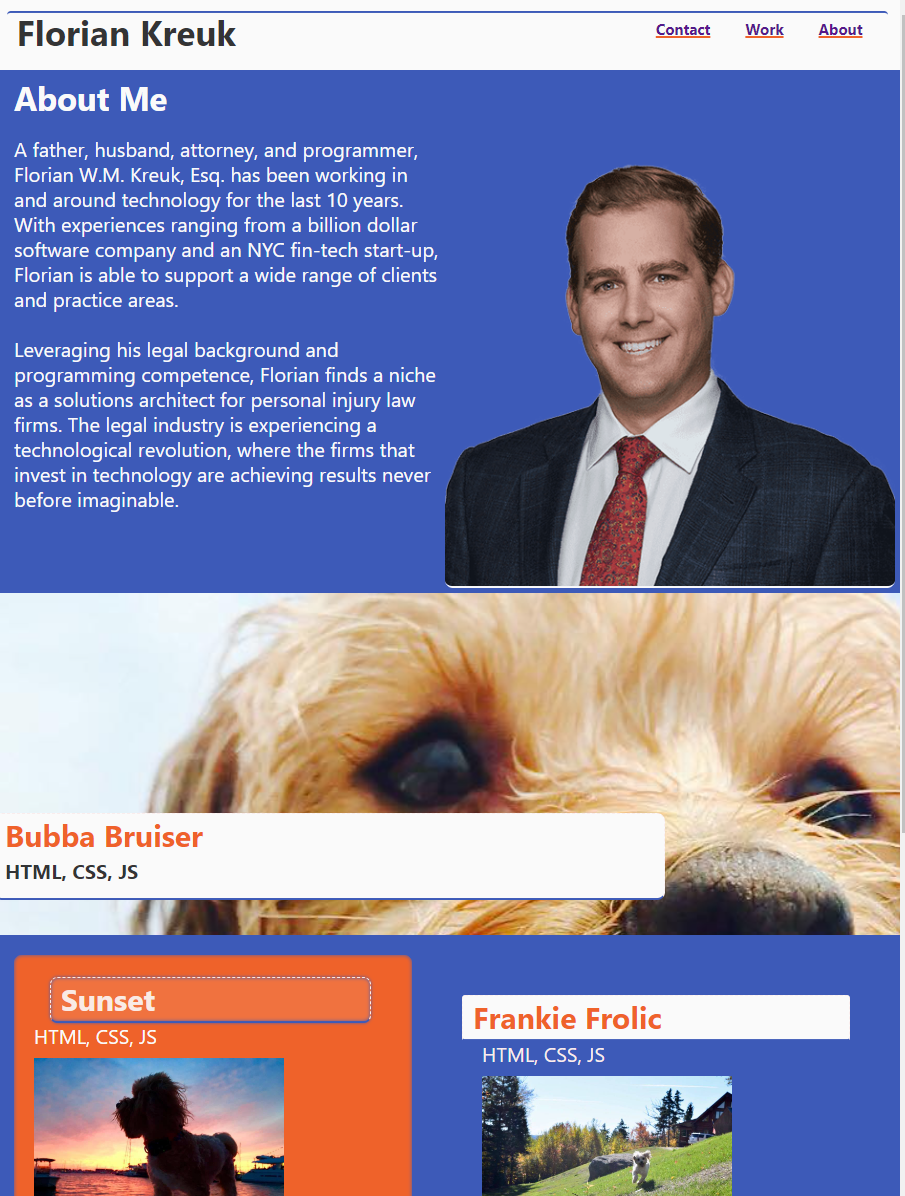 Florian Kreuk
Contact Work About
About Me
A father, husband, attorney, and programmer,
Florian W.M. Kreuk, Esq. has been working in
and around technology for the last 10 years.
With experiences ranging from a billion dollar
software company and an NYC fin-tech start-up,
Florian is able to support a wide range of clients
and practice areas.
Leveraging his legal background and
programming competence, Florian finds a niche
as a solutions architect for personal injury law
firms. The legal industry is experiencing a
technological revolution, where the firms that
invest in technology are achieving results never
before imaginable.
Bubba Bruiser
HTML, CSS, JS
Sunset
HTML, CSS, JS
Frankie Frolic
HTML, CSS, JS